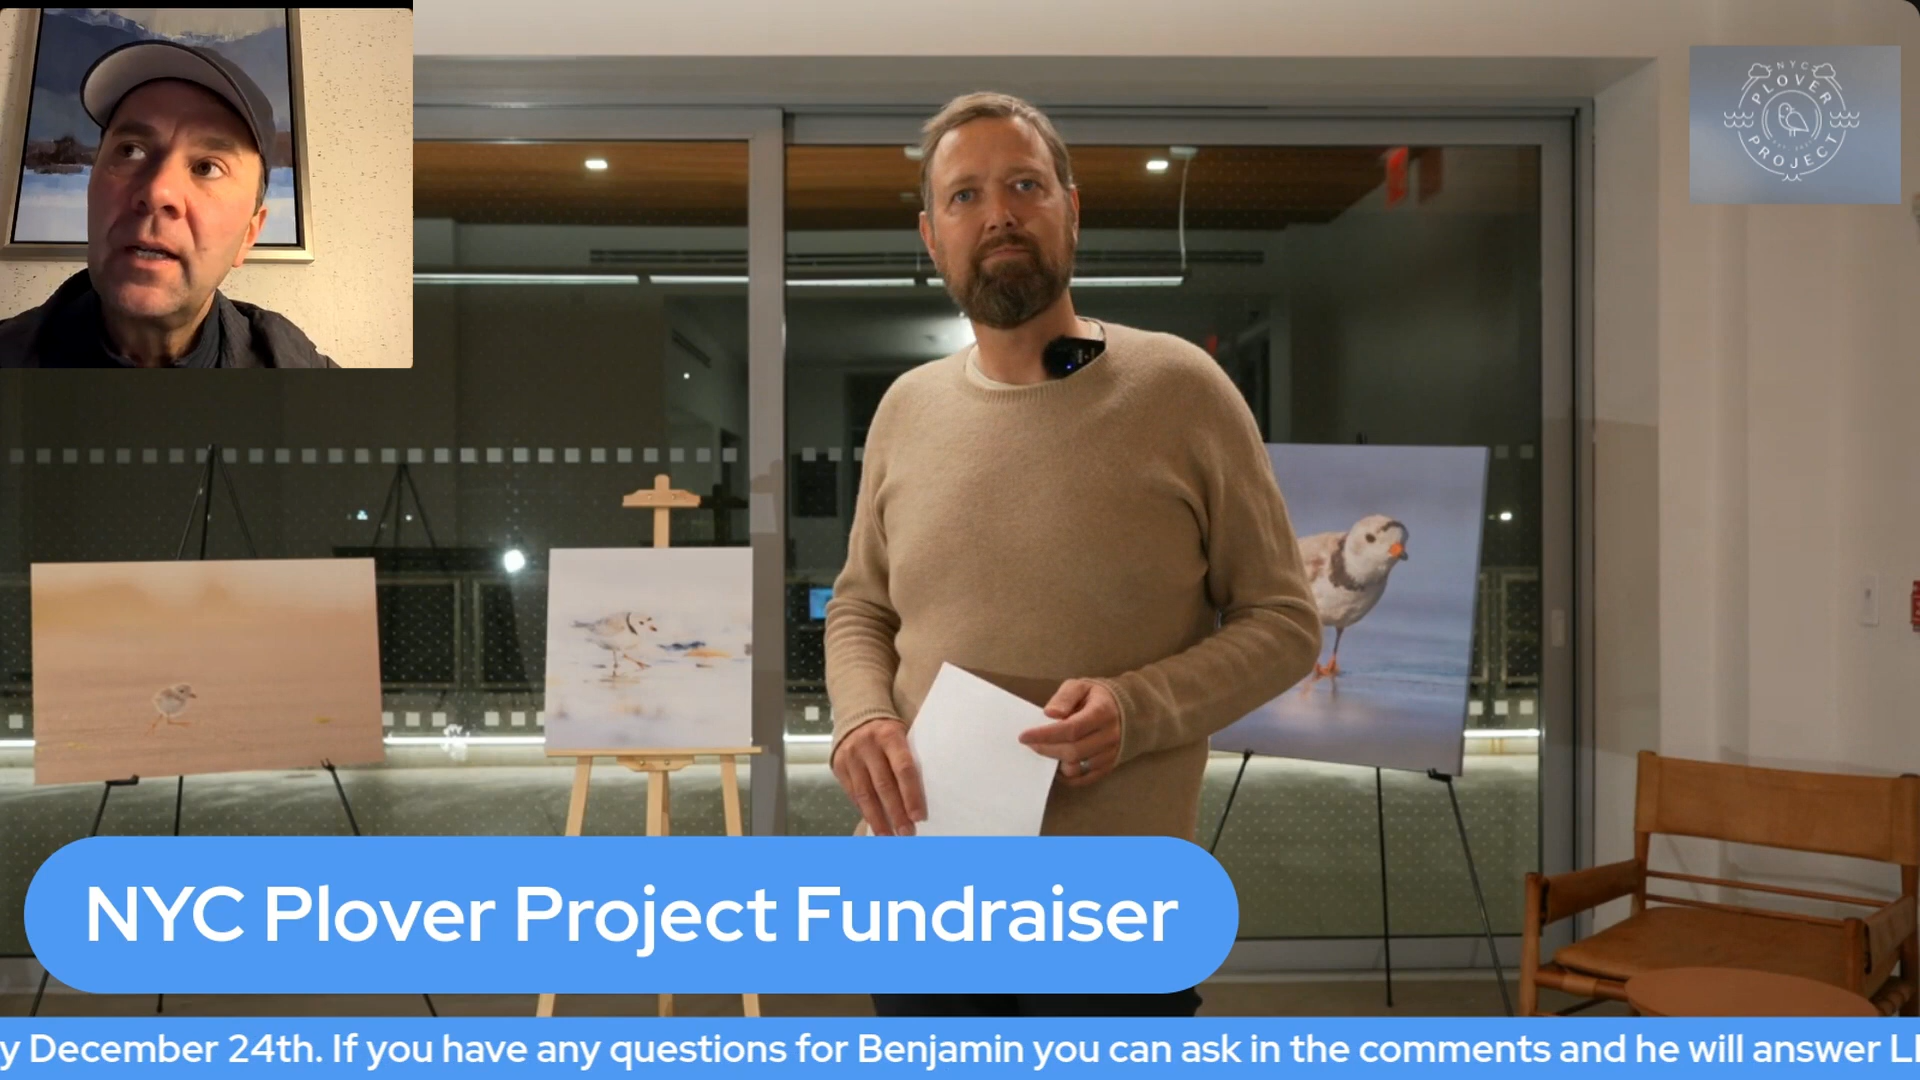 NYC
PLOVER
PROJECT
NYC Plover Project Fundraiser
y December 24th. If you have any questions for Benjamin you can ask in the comments and he will answer LI